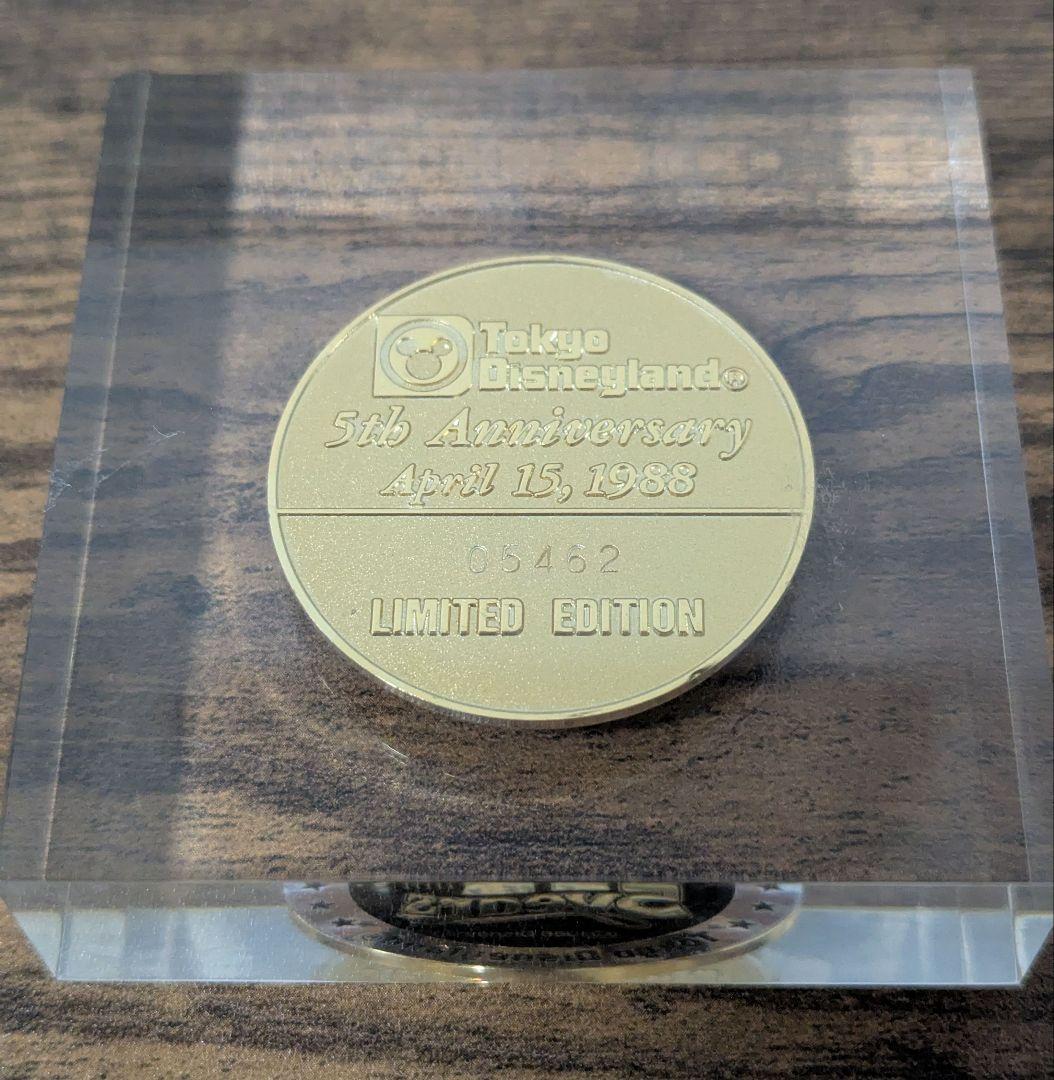 Tokyo
Disneyland®
5th Anniversary
April 15, 1988
05462
LIMITED EDITION